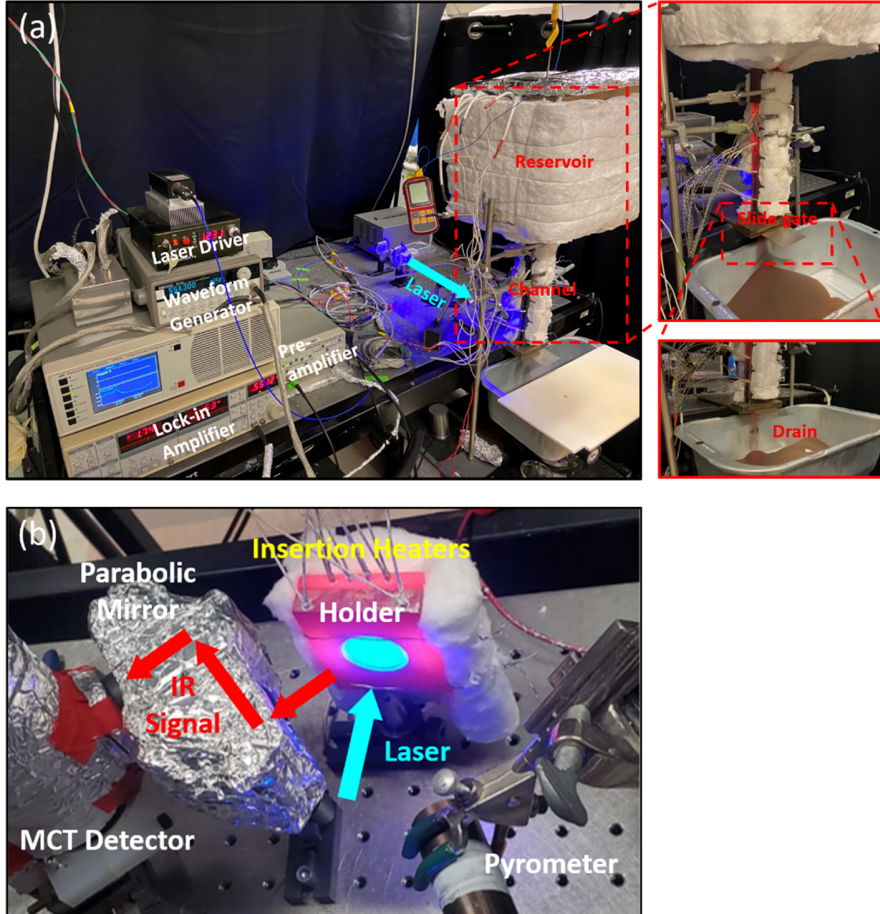 (a)
Reservoir
Laser Driver
Waveform
Generator
Laser
Channel
Pre-
amplifier
Lock-in
Amplifier
Slide gate
Drain
(b)
Insertion Heaters
Parabolic
Mirror
Holder
IR
Signal
Laser
MCT Detector
Pyrometer